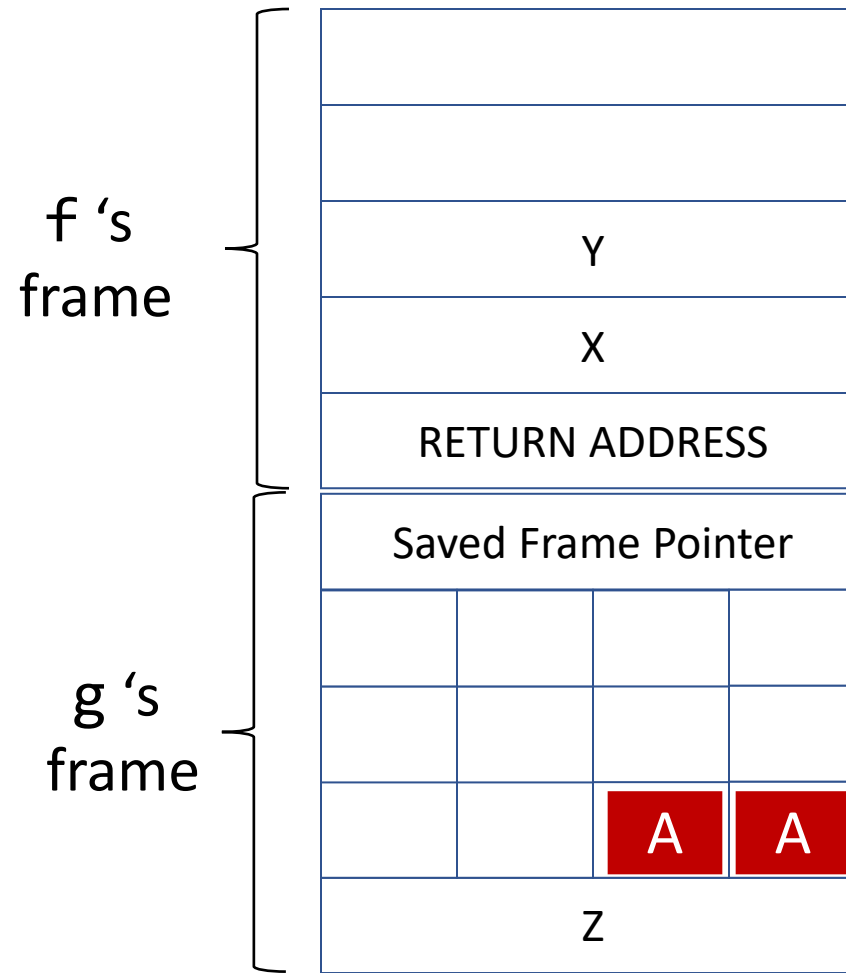 f ‘s
frame
Y
X
RETURN ADDRESS
Saved Frame Pointer
g ‘s
frame
A A
Z